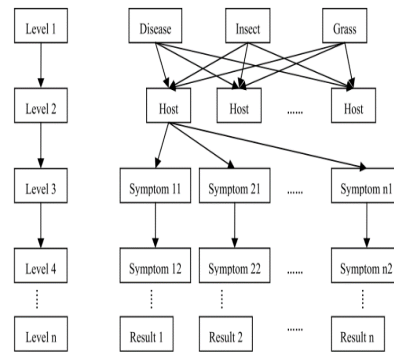 Level 1 Disease Insect Grass
Level 2 Host Host ...... Host
Level 3 Symptom 11 Symptom 21 ...... Symptom n1
Level 4 Symptom 12 Symptom 22 ...... Symptom n2
Level n Result 1 Result 2 ...... Result n